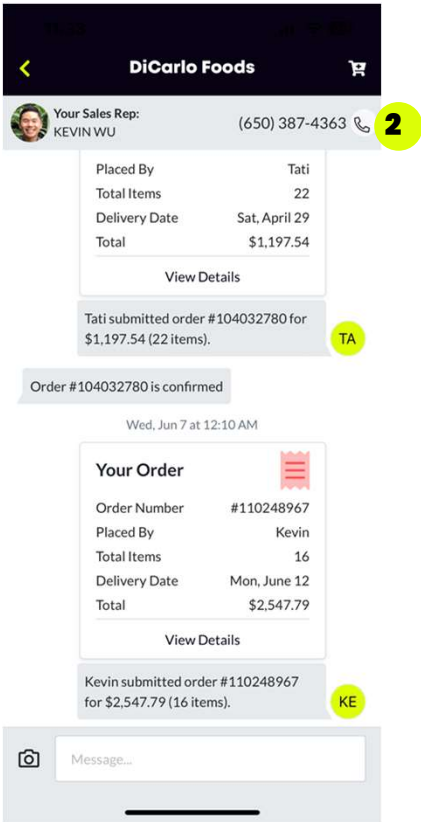 DiCarlo Foods
Your Sales Rep:
KEVIN WU
(650) 387-4363
2
Placed By Tati
Total Items 22
Delivery Date Sat, April 29
Total $1,197.54
View Details
Tati submitted order #104032780 for
$1,197.54 (22 items).
TA
Order #104032780 is confirmed
Wed, Jun 7 at 12:10 AM
Your Order
Order Number #110248967
Placed By Kevin
Total Items 16
Delivery Date Mon, June 12
Total $2,547.79
View Details
Kevin submitted order #110248967
for $2,547.79 (16 items).
KE
Message...